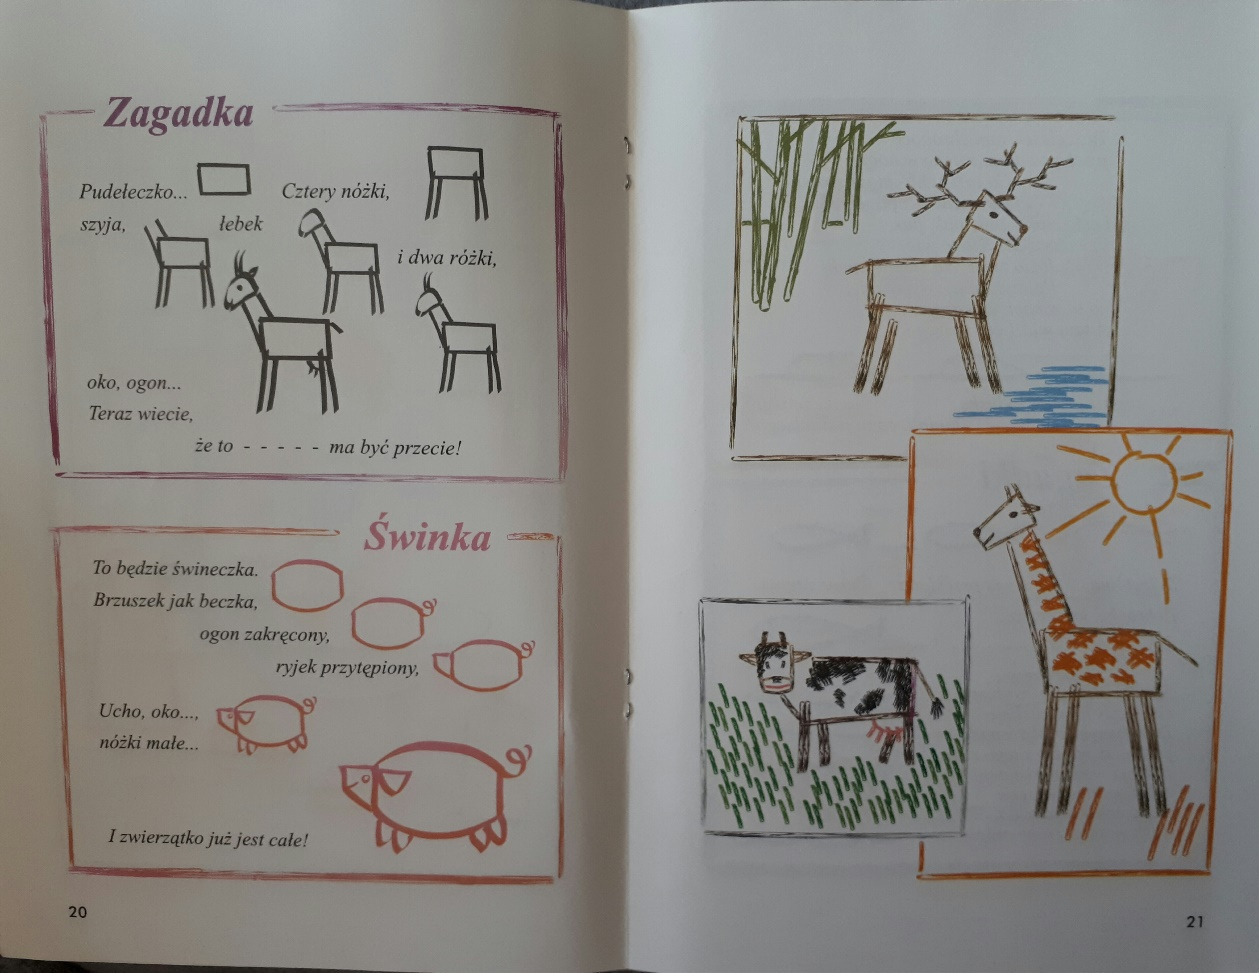 Zagadka
Pudełeczko... Cztery nóżki,
szyja, łebek
i dwa różki,
oko, ogon...
Teraz wiecie,
że to - - - - - ma być przecie!
Świnka
To będzie świneczka.
Brzuszek jak beczka,
ogon zakręcony,
ryjek przytępiony,
Ucho, oko...,
nóżki małe...
I zwierzątko już jest całe!
20
21